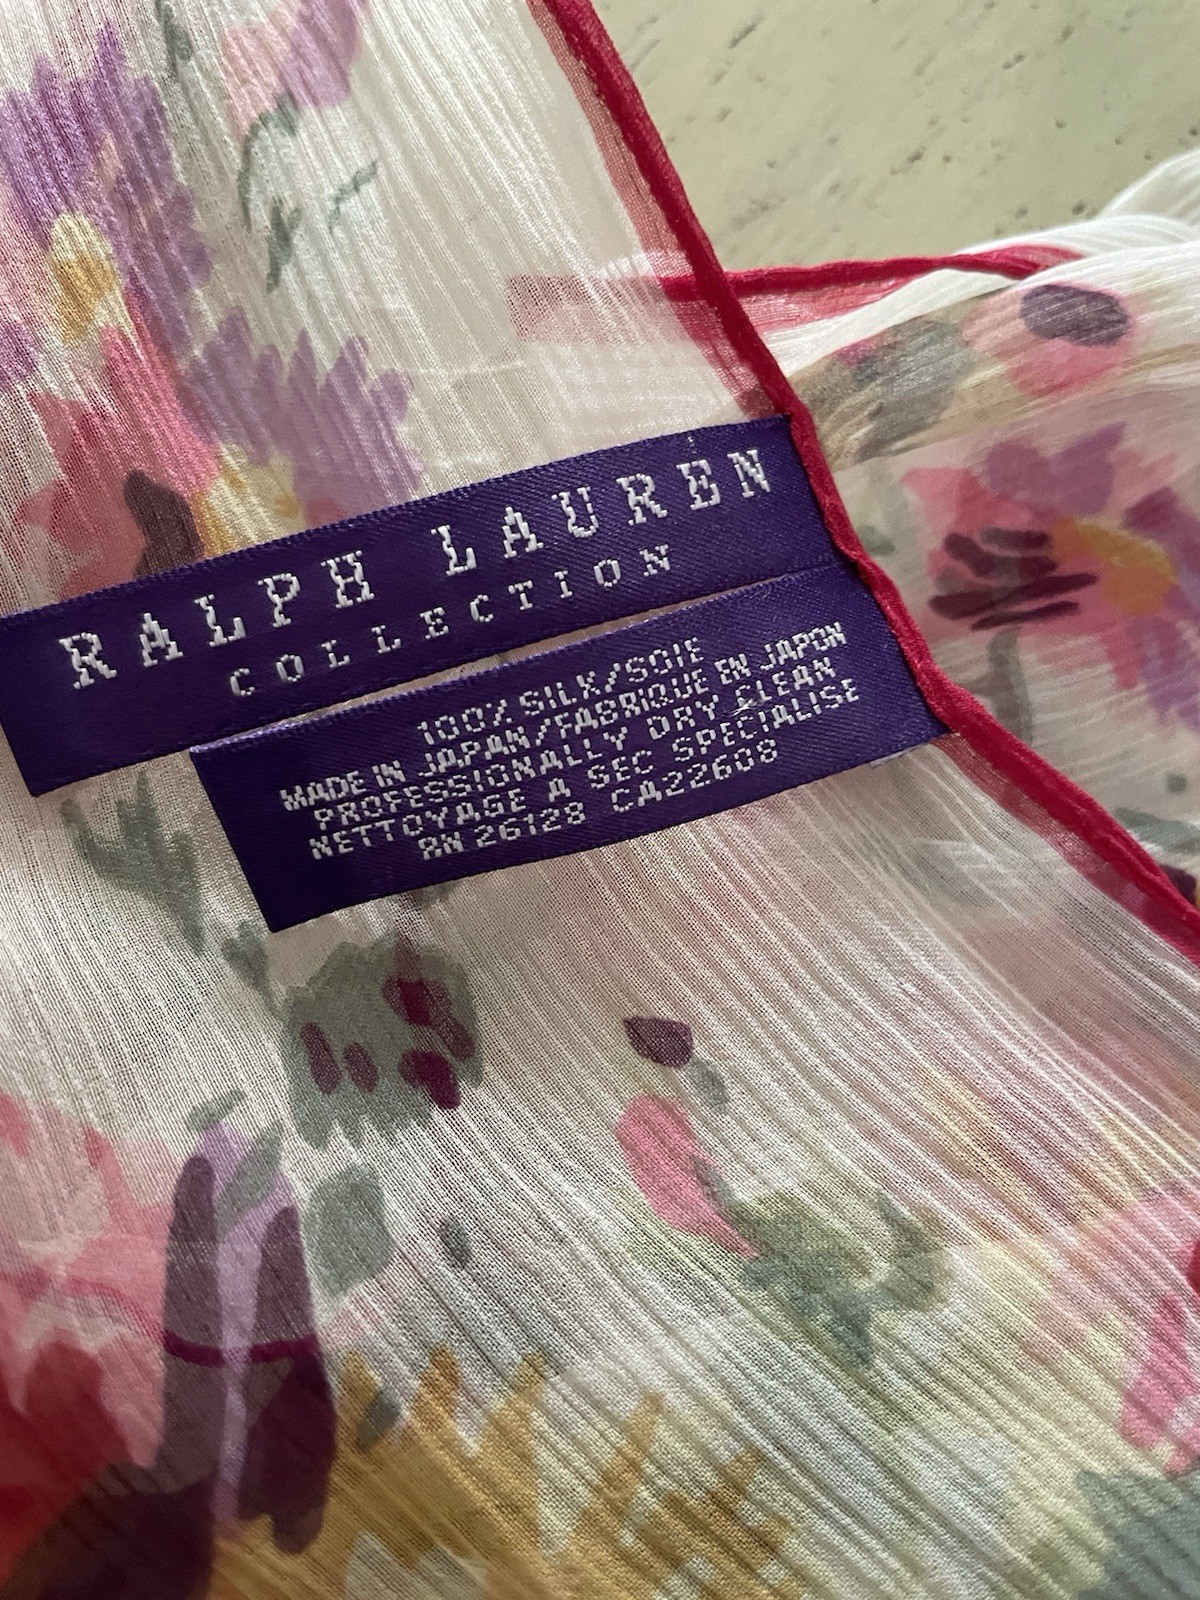 RALPH LAUREN
COLLECTION
100% SILK/SOIE
MADE IN JAPAN/FABRIQUE EN JAPON
PROFESSIONALLY DRY CLEAN
NETTOYAGE A SEC SPECIALISE
RN 26128 CA22608